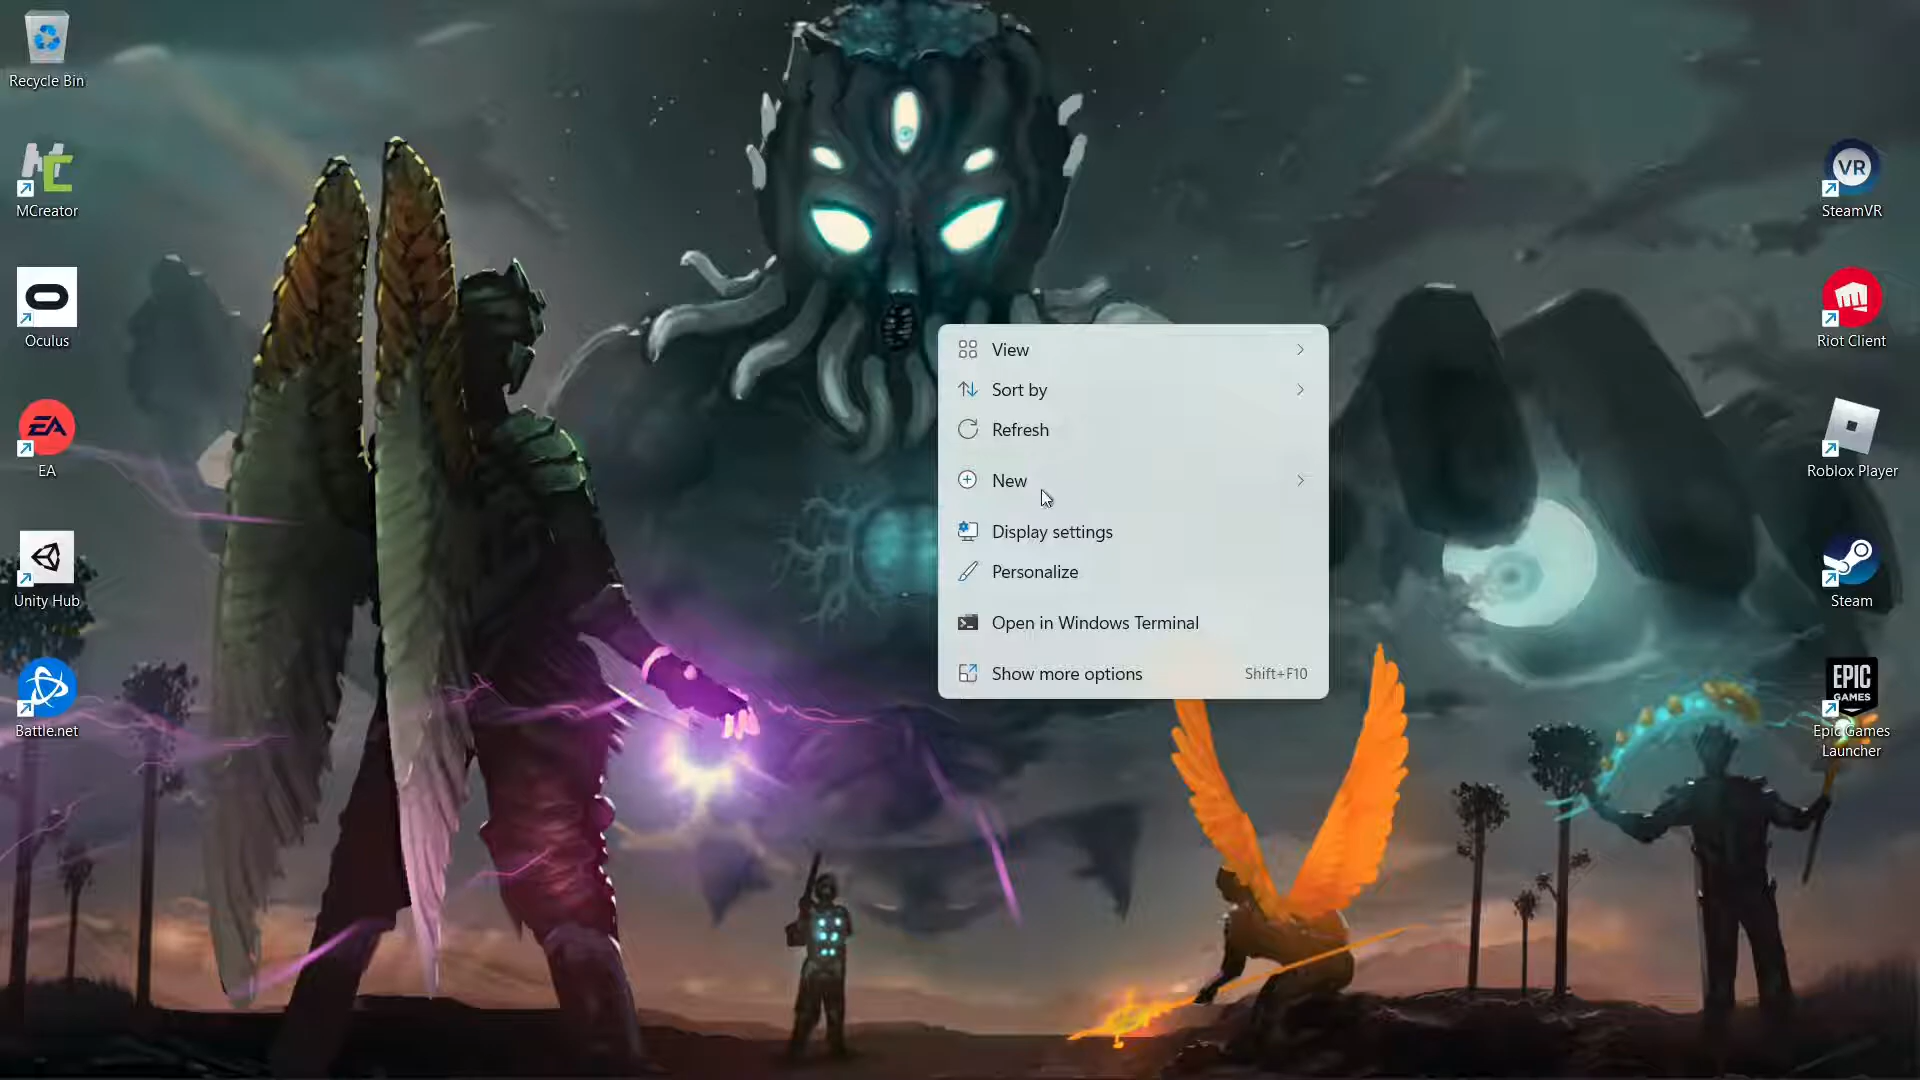 Recycle Bin
MCreator
Oculus
EA
EA
Unity Hub
Battle.net
View
Sort by
Refresh
New
Display settings
Personalize
Open in Windows Terminal
Show more options Shift+F10
VR
SteamVR
Riot Client
Roblox Player
Steam
EPIC
GAMES
Epic Games
Launcher